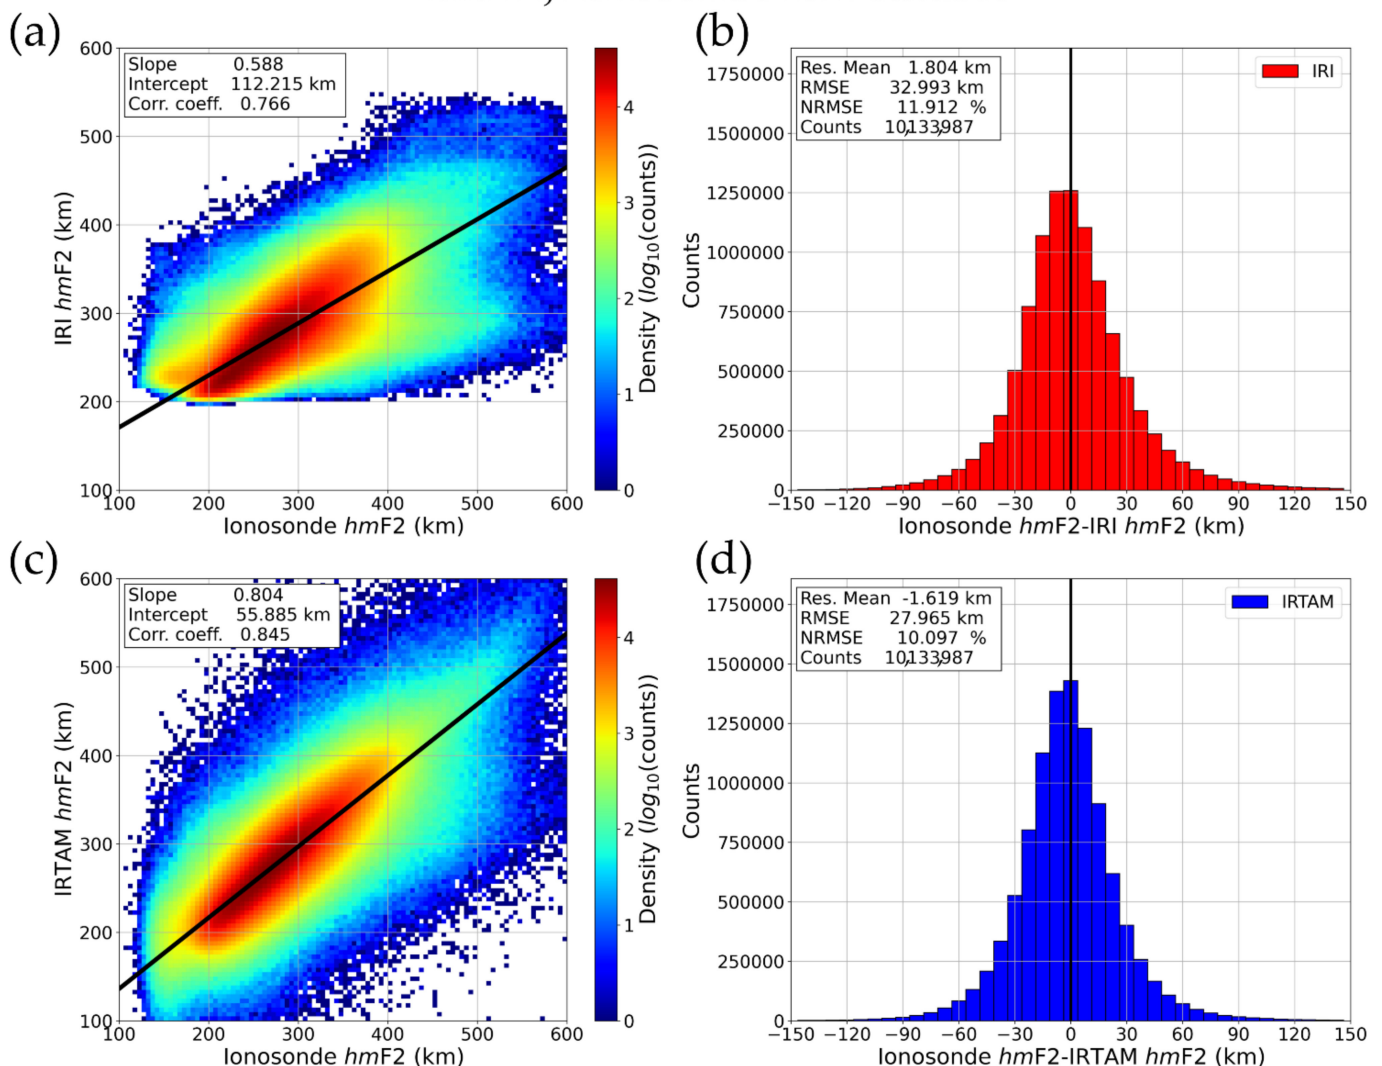 (a)
600
500
400
300
200
100
IRI hmF2 (km)
Slope 0.588
Intercept 112.215 km
Corr. coeff. 0.766
100 200 300 400 500 600
Ionosonde hmF2 (km)
4
3
2
1
0
Density (log10(counts))
(b)
1750000
1500000
1250000
1000000
750000
500000
250000
0
Counts
Res. Mean 1.804 km
RMSE 32.993 km
NRMSE 11.912 %
Counts 10,133,987
IRI
−150 −120 −90 −60 −30 0 30 60 90 120 150
Ionosonde hmF2-IRI hmF2 (km)
(c)
600
500
400
300
200
100
IRTAM hmF2 (km)
Slope 0.804
Intercept 55.885 km
Corr. coeff. 0.845
100 200 300 400 500 600
Ionosonde hmF2 (km)
4
3
2
1
0
Density (log10(counts))
(d)
1750000
1500000
1250000
1000000
750000
500000
250000
0
Counts
Res. Mean -1.619 km
RMSE 27.965 km
NRMSE 10.097 %
Counts 10,133,987
IRTAM
−150 −120 −90 −60 −30 0 30 60 90 120 150
Ionosonde hmF2-IRTAM hmF2 (km)